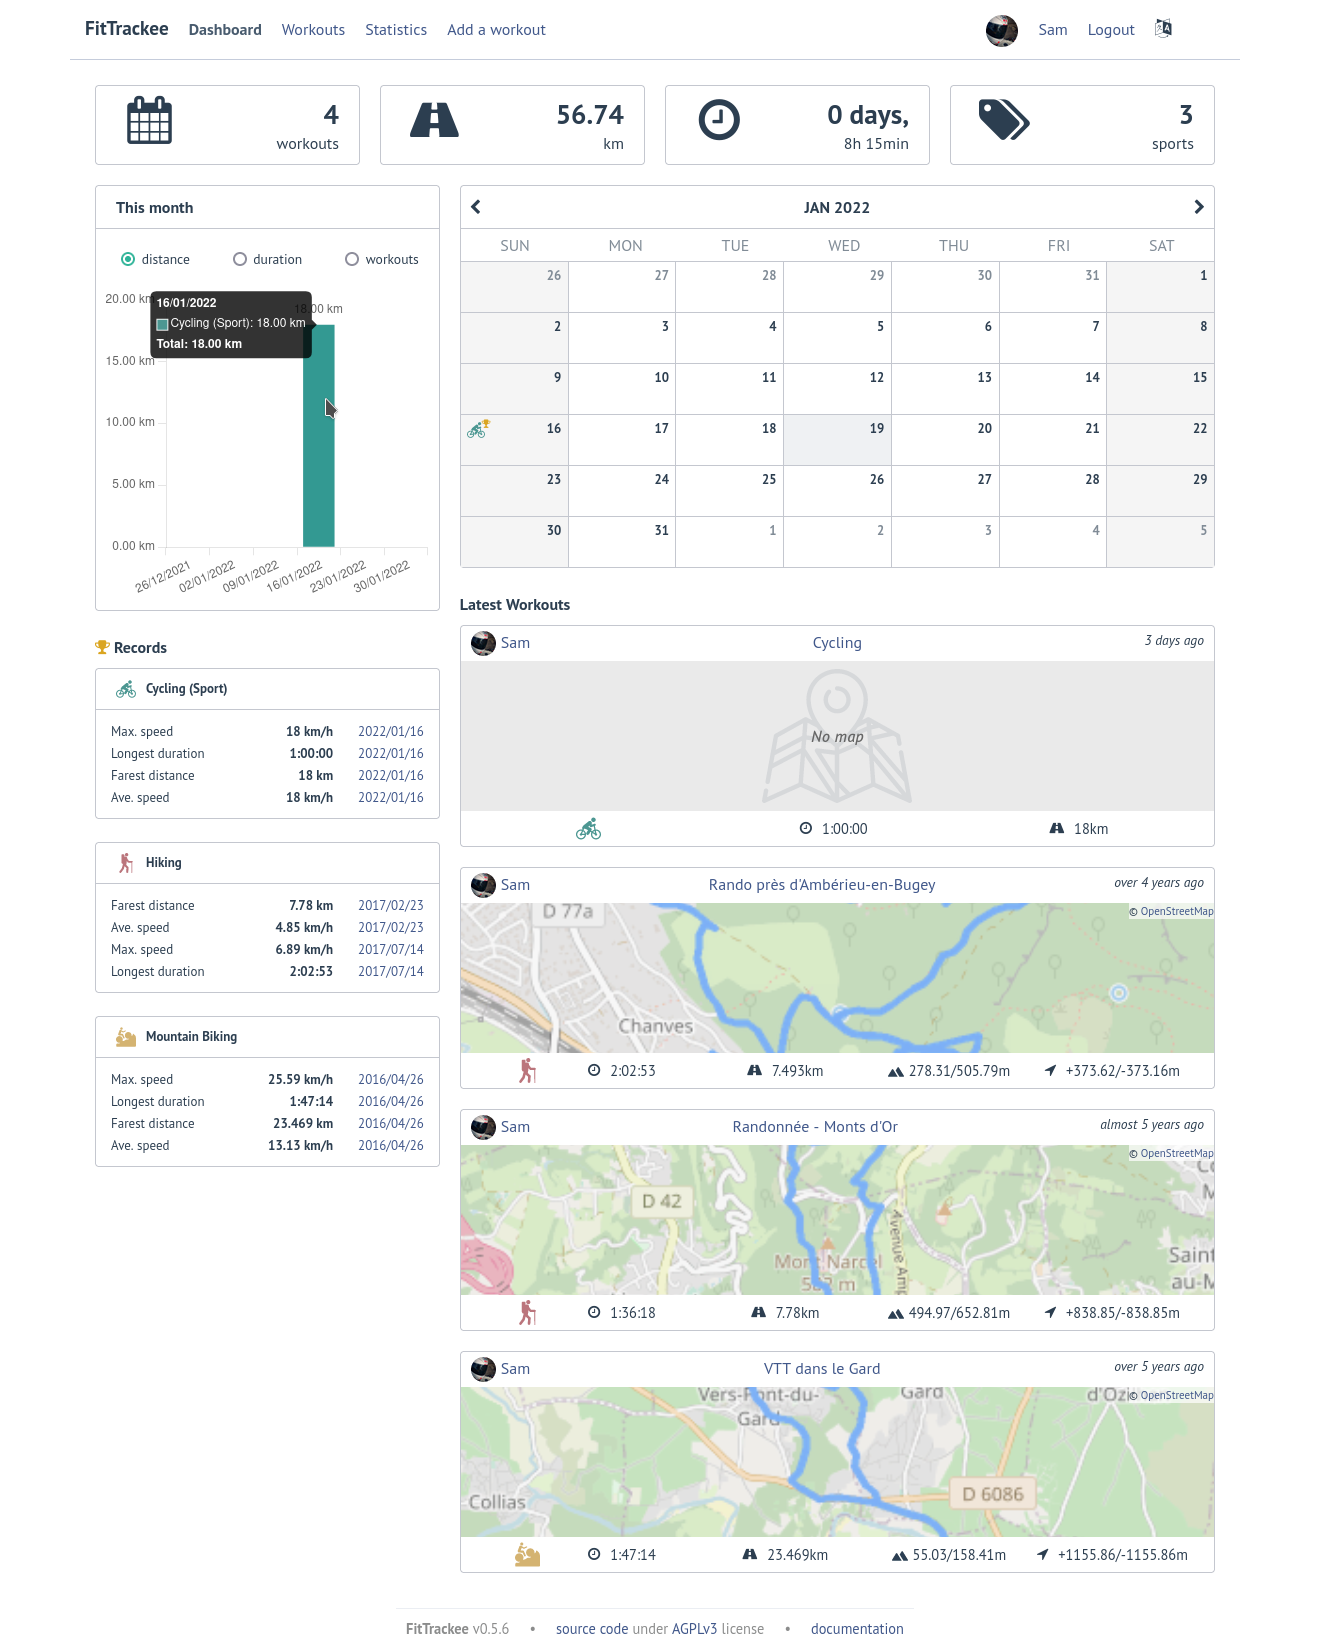 FitTrackee Dashboard Workouts Statistics Add a workout Sam Logout
4
workouts
56.74
km
0 days,
8h 15min
3
sports
This month
distance duration workouts
20.00 km
18.00 km
16/01/2022
Cycling (Sport): 18.00 km
Total: 18.00 km
15.00 km
10.00 km
5.00 km
0.00 km
26/12/2021 02/01/2022 09/01/2022 16/01/2022 23/01/2022 30/01/2022
Records
Cycling (Sport)
Max. speed 18 km/h 2022/01/16
Longest duration 1:00:00 2022/01/16
Farest distance 18 km 2022/01/16
Ave. speed 18 km/h 2022/01/16
Hiking
Farest distance 7.78 km 2017/02/23
Ave. speed 4.85 km/h 2017/02/23
Max. speed 6.89 km/h 2017/07/14
Longest duration 2:02:53 2017/07/14
Mountain Biking
Max. speed 25.59 km/h 2016/04/26
Longest duration 1:47:14 2016/04/26
Farest distance 23.469 km 2016/04/26
Ave. speed 13.13 km/h 2016/04/26
JAN 2022
SUN MON TUE WED THU FRI SAT
26 27 28 29 30 31 1
2 3 4 5 6 7 8
9 10 11 12 13 14 15
16 17 18 19 20 21 22
23 24 25 26 27 28 29
30 31 1 2 3 4 5
Latest Workouts
Sam Cycling 3 days ago
No map
1:00:00 18km
Sam Rando près d'Ambérieu-en-Bugey over 4 years ago
D 77a
© OpenStreetMap
Chanves
2:02:53 7.493km 278.31/505.79m +373.62/-373.16m
Sam Randonnée - Monts d'Or almost 5 years ago
© OpenStreetMap
D 42
Mont Narcel
Saint
au-M
2:36:18 7.78km 494.97/652.81m +838.85/-838.85m
Sam VTT dans le Gard over 5 years ago
Vers-Pont-du-
Gard
Gard
© OpenStreetMap
D 6086
Collias
1:47:14 23.469km 55.03/158.41m +1155.86/-1155.86m
FitTrackee v0.5.6 • source code under AGPLv3 license • documentation